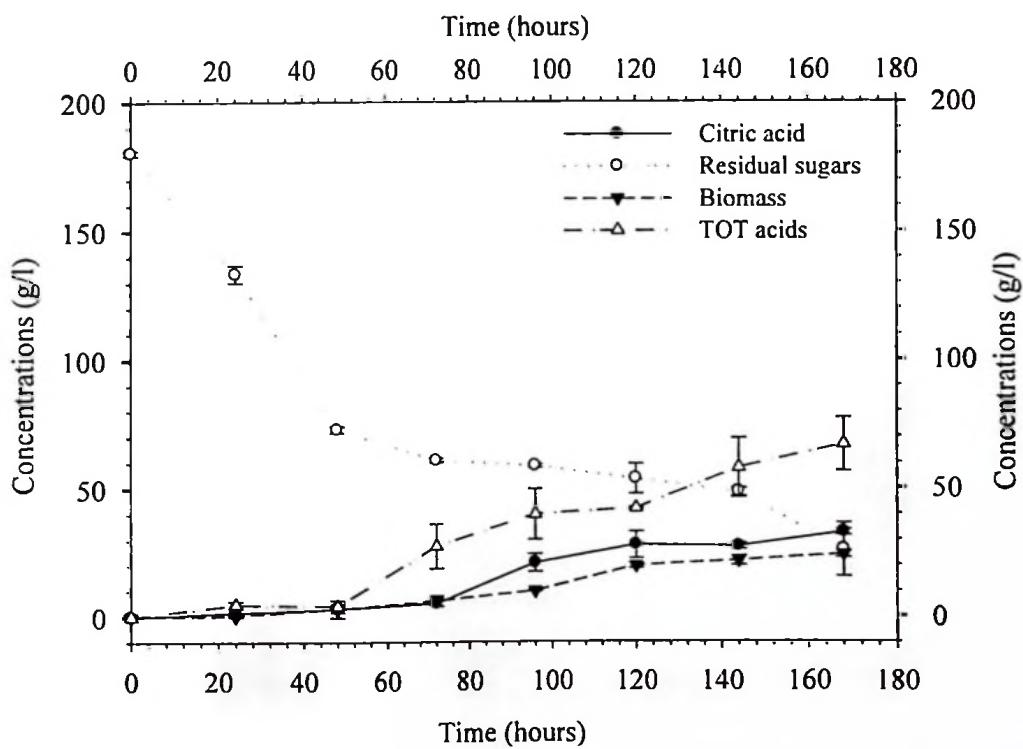 Time (hours)
0 20 40 60 80 100 120 140 160 180
200 200
Citric acid
Residual sugars
Biomass
TOT acids
150 150
100 100
50 50
0 0
Concentrations (g/l)
Concentrations (g/l)
0 20 40 60 80 100 120 140 160 180
Time (hours)